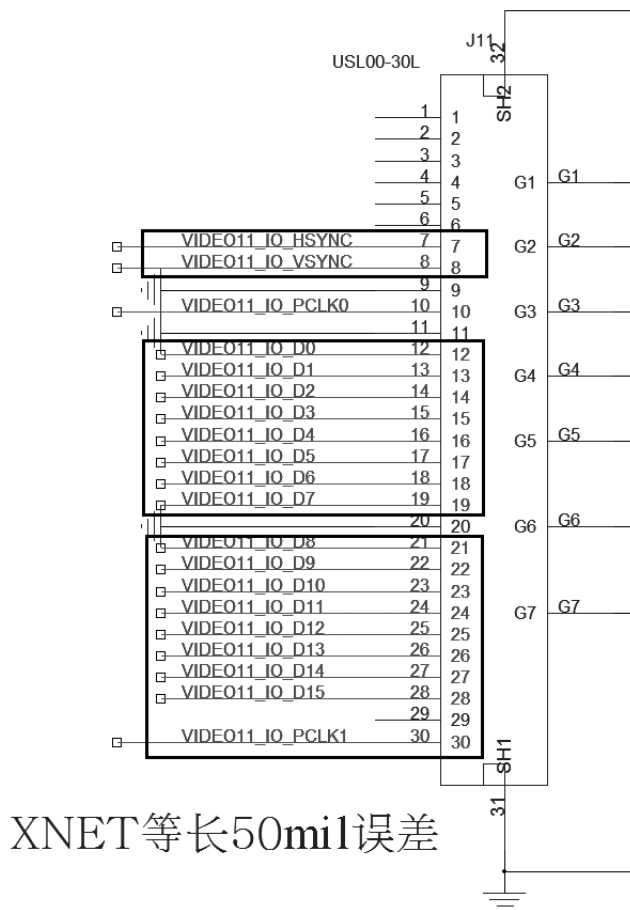 J11
32
USL00-30L
SH2
1 1
2 2
3 3
4 4 G1 G1
5 5
6 6
VIDEO11_IO_HSYNC 7 7 G2 G2
VIDEO11_IO_VSYNC 8 8
9 9
VIDEO11_IO_PCLK0 10 10 G3 G3
11 11
VIDEO11_IO_D0 12 12
VIDEO11_IO_D1 13 13 G4 G4
VIDEO11_IO_D2 14 14
VIDEO11_IO_D3 15 15
VIDEO11_IO_D4 16 16 G5 G5
VIDEO11_IO_D5 17 17
VIDEO11_IO_D6 18 18
VIDEO11_IO_D7 19 19
20 20 G6 G6
VIDEO11_IO_D8 21 21
VIDEO11_IO_D9 22 22
VIDEO11_IO_D10 23 23
VIDEO11_IO_D11 24 24 G7 G7
VIDEO11_IO_D12 25 25
VIDEO11_IO_D13 26 26
VIDEO11_IO_D14 27 27
VIDEO11_IO_D15 28 28
29 29
VIDEO11_IO_PCLK1 30 30
SH1
31
XNET等长50mil误差